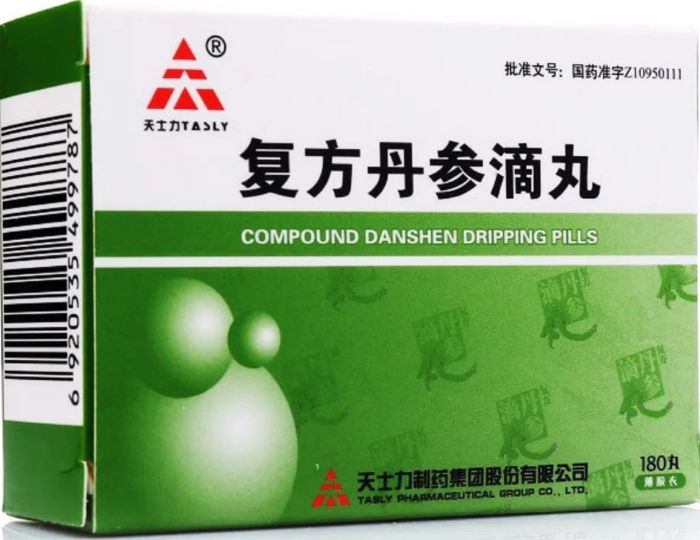 ®
天士力TASLY
批准文号：国药准字Z10950111
复方丹参滴丸
COMPOUND DANSHEN DRIPPING PILLS
6 920535 499787
天士力制药集团股份有限公司
TASLY PHARMACEUTICAL GROUP CO., LTD.
180丸
薄膜衣